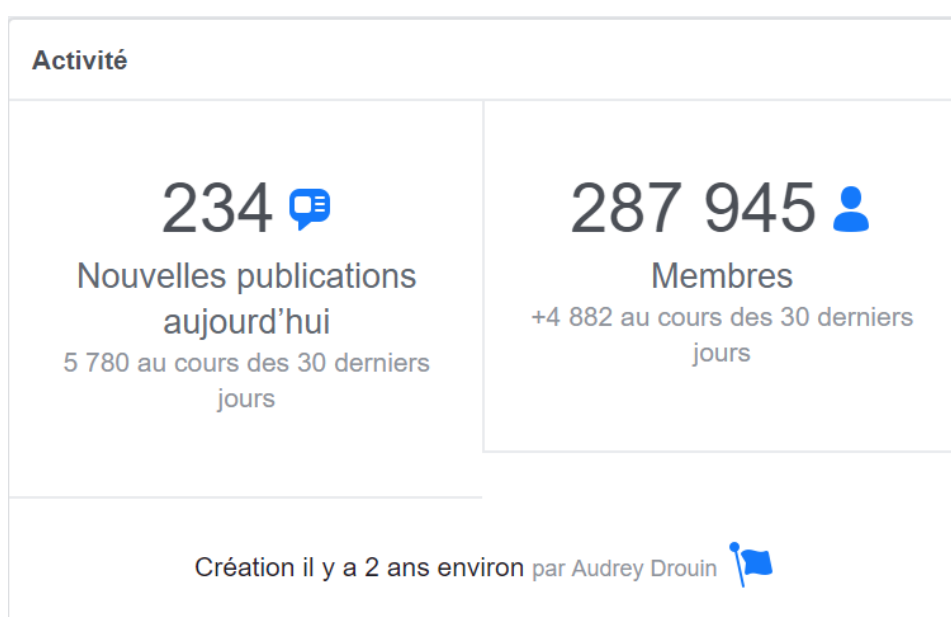 Activité
234
Nouvelles publications
aujourd’hui
5 780 au cours des 30 derniers
jours
287 945
Membres
+4 882 au cours des 30 derniers
jours
Création il y a 2 ans environ par Audrey Drouin